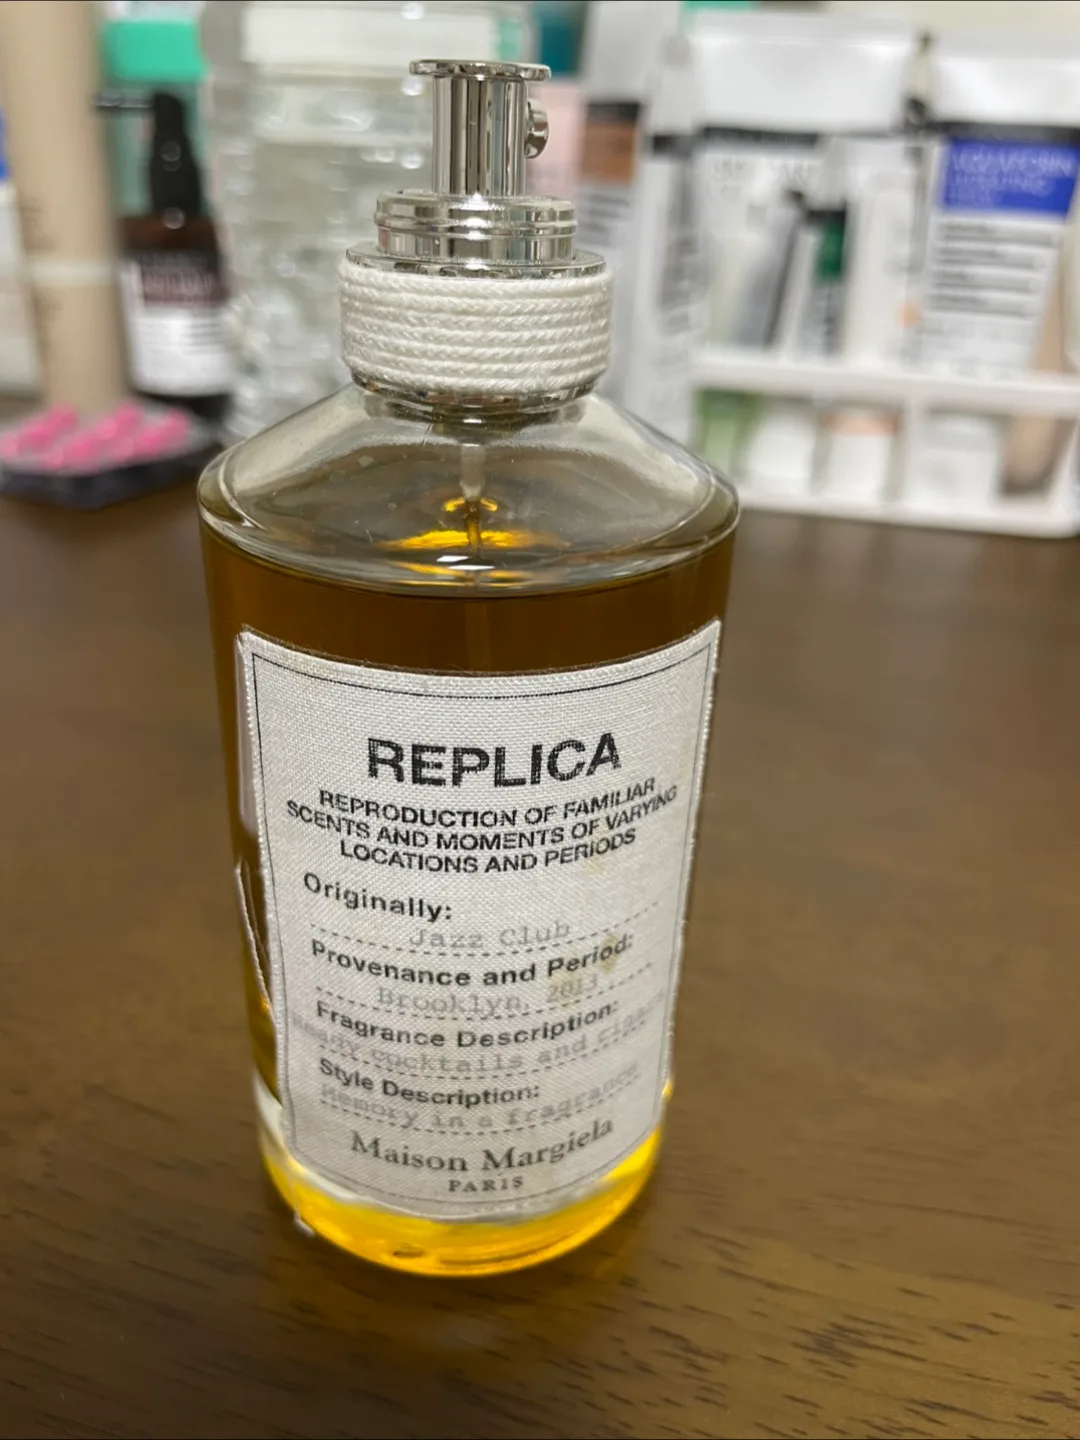 REPLICA
REPRODUCTION OF FAMILIAR
SCENTS AND MOMENTS OF VARYING
LOCATIONS AND PERIODS
Originally:
Jazz Club
Provenance and Period:
Brooklyn, 2013
Fragrance Description:
cocktails and
Style Description:
Memory in a fragrance
Maison Margiela
PARIS